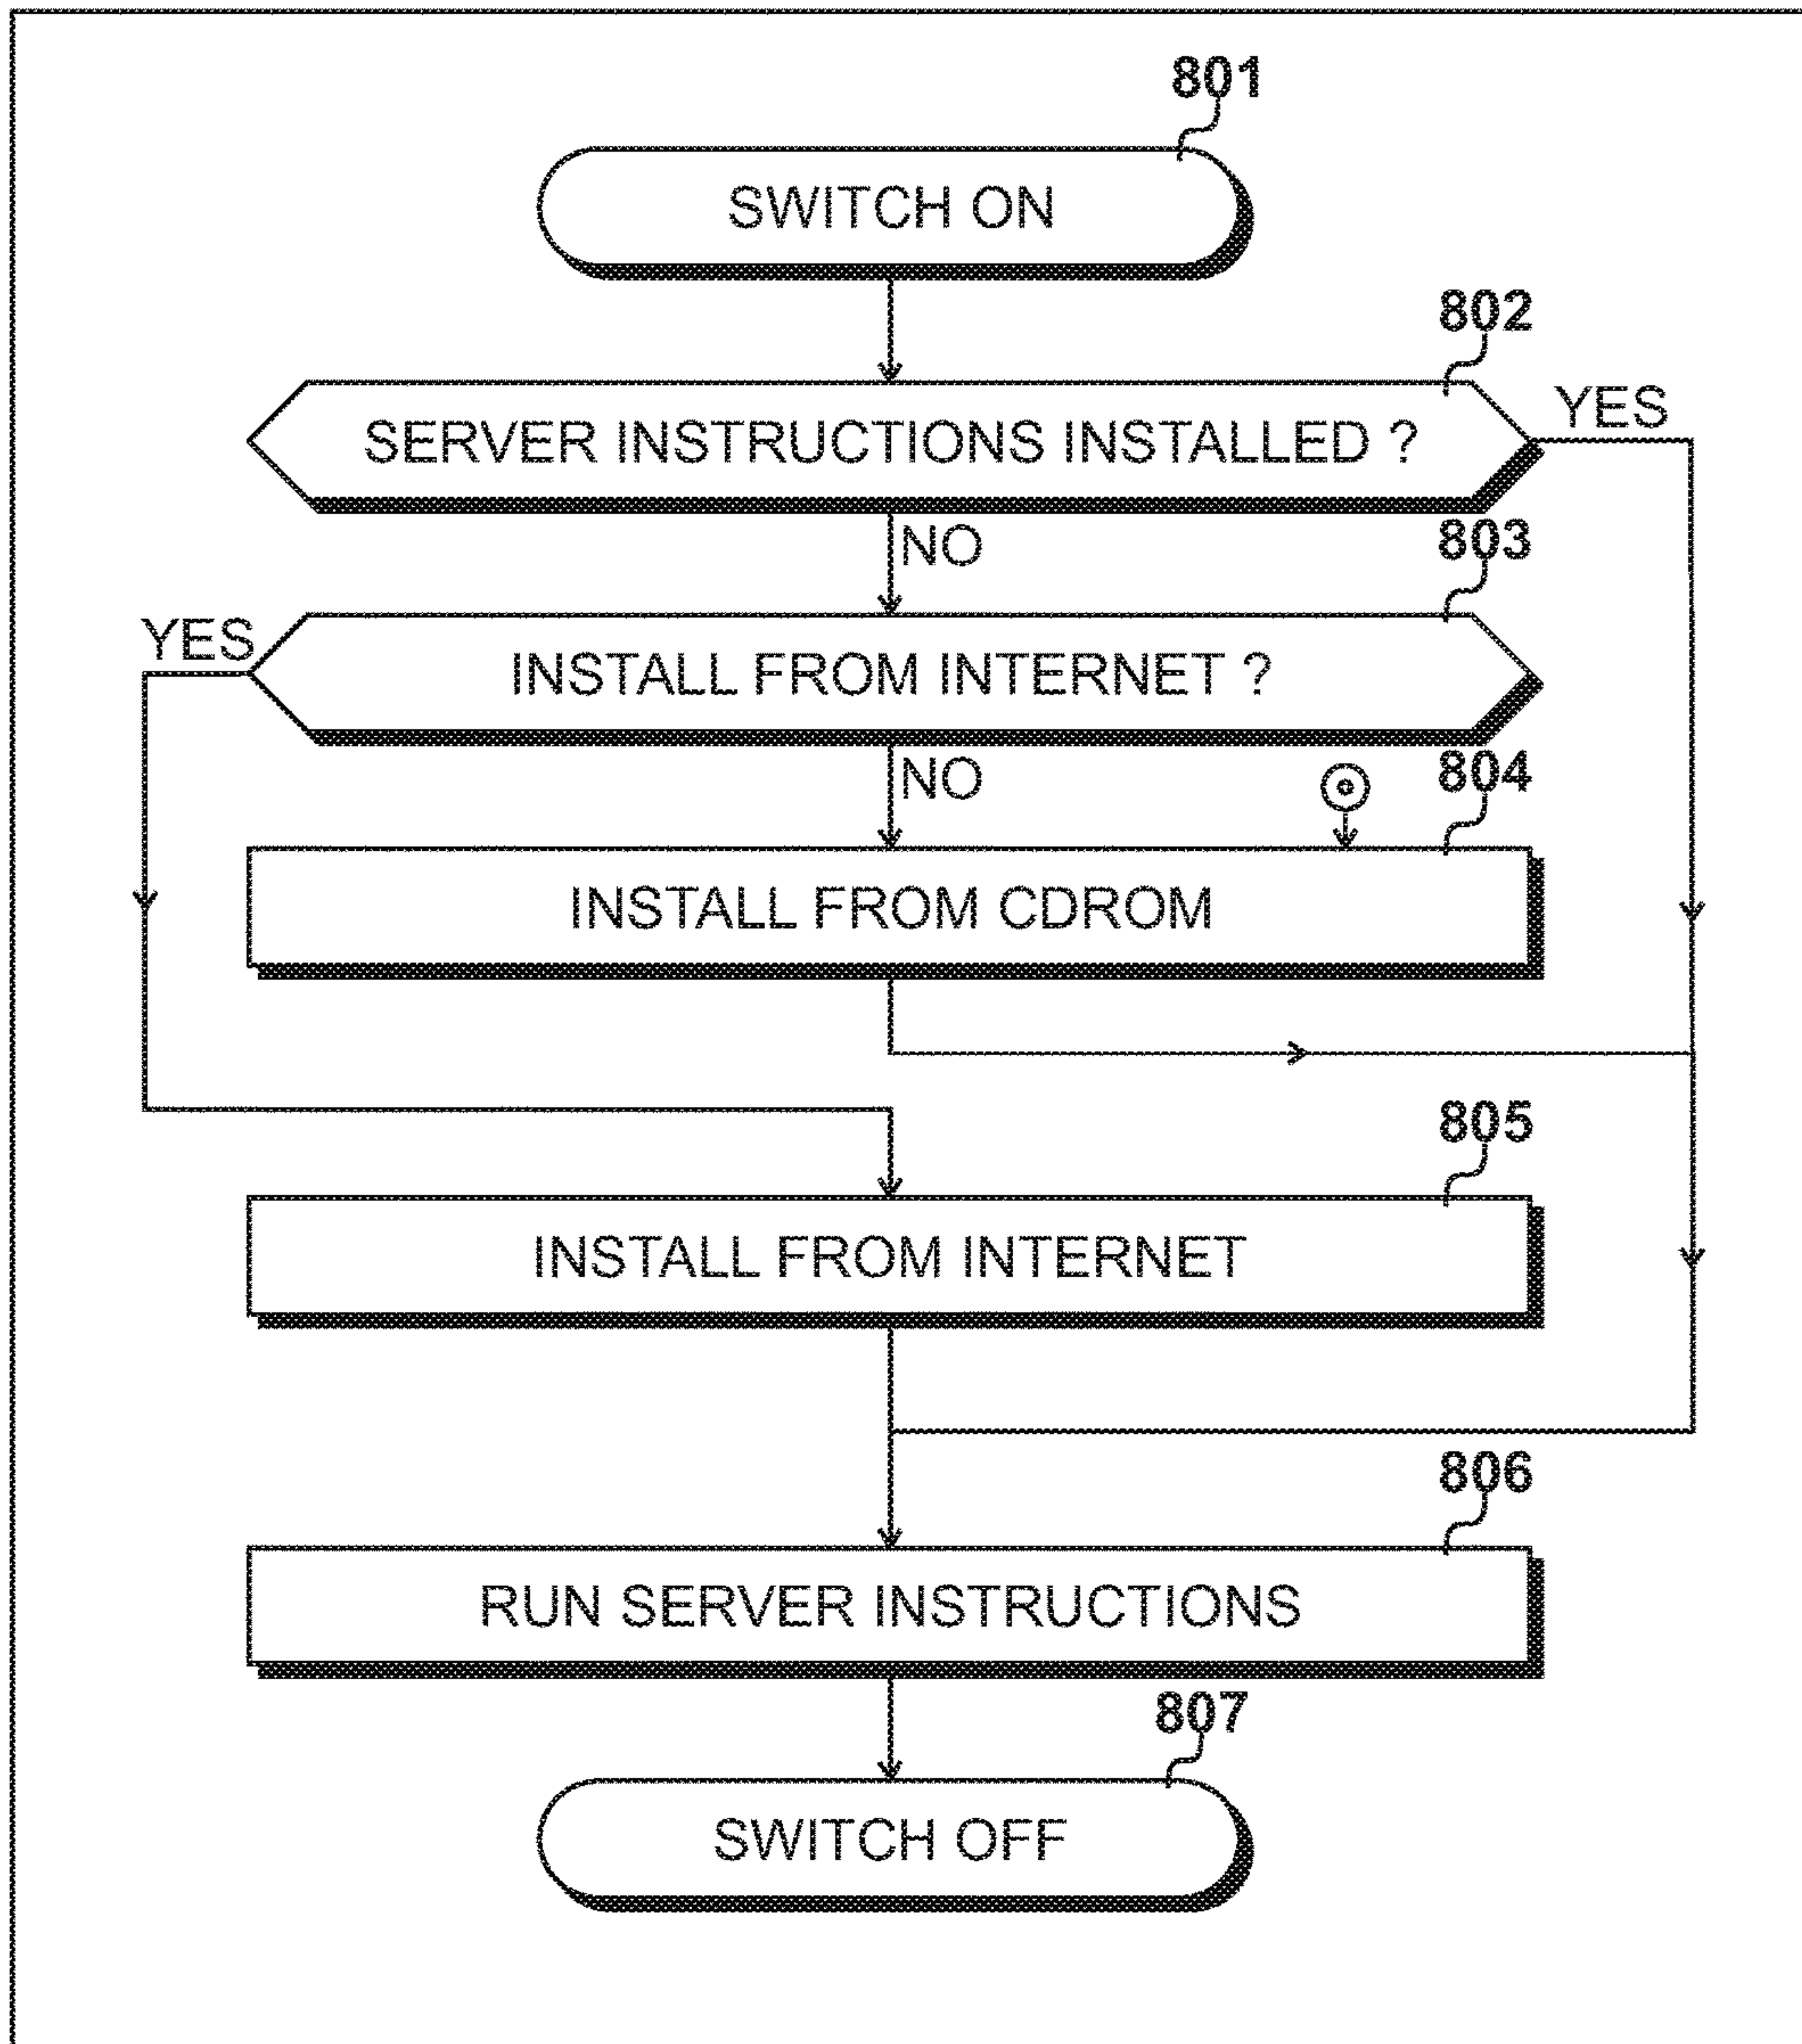 801
SWITCH ON
802
SERVER INSTRUCTIONS INSTALLED ?
YES
NO
803
YES
INSTALL FROM INTERNET ?
NO
804
INSTALL FROM CDROM
805
INSTALL FROM INTERNET
806
RUN SERVER INSTRUCTIONS
807
SWITCH OFF